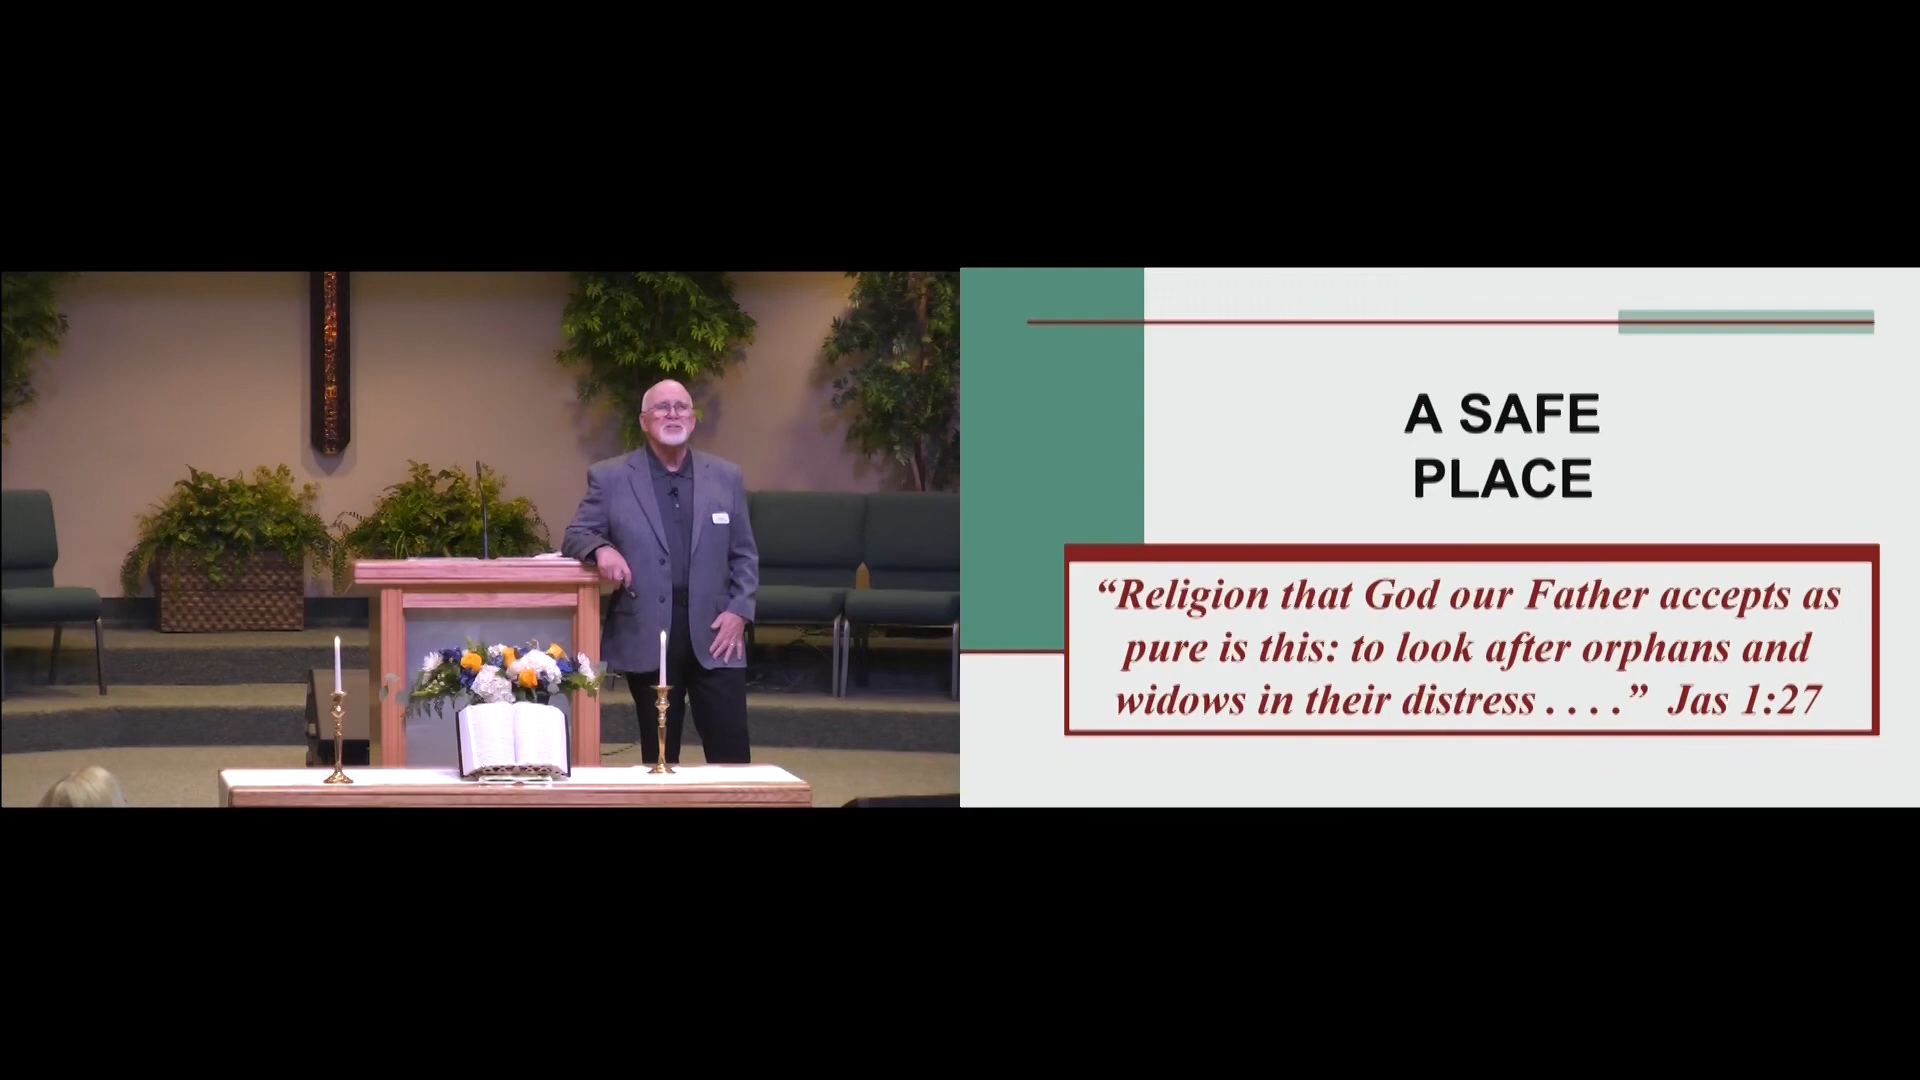 A SAFE
PLACE
“Religion that God our Father accepts as
pure is this: to look after orphans and
widows in their distress . . . .” Jas 1:27